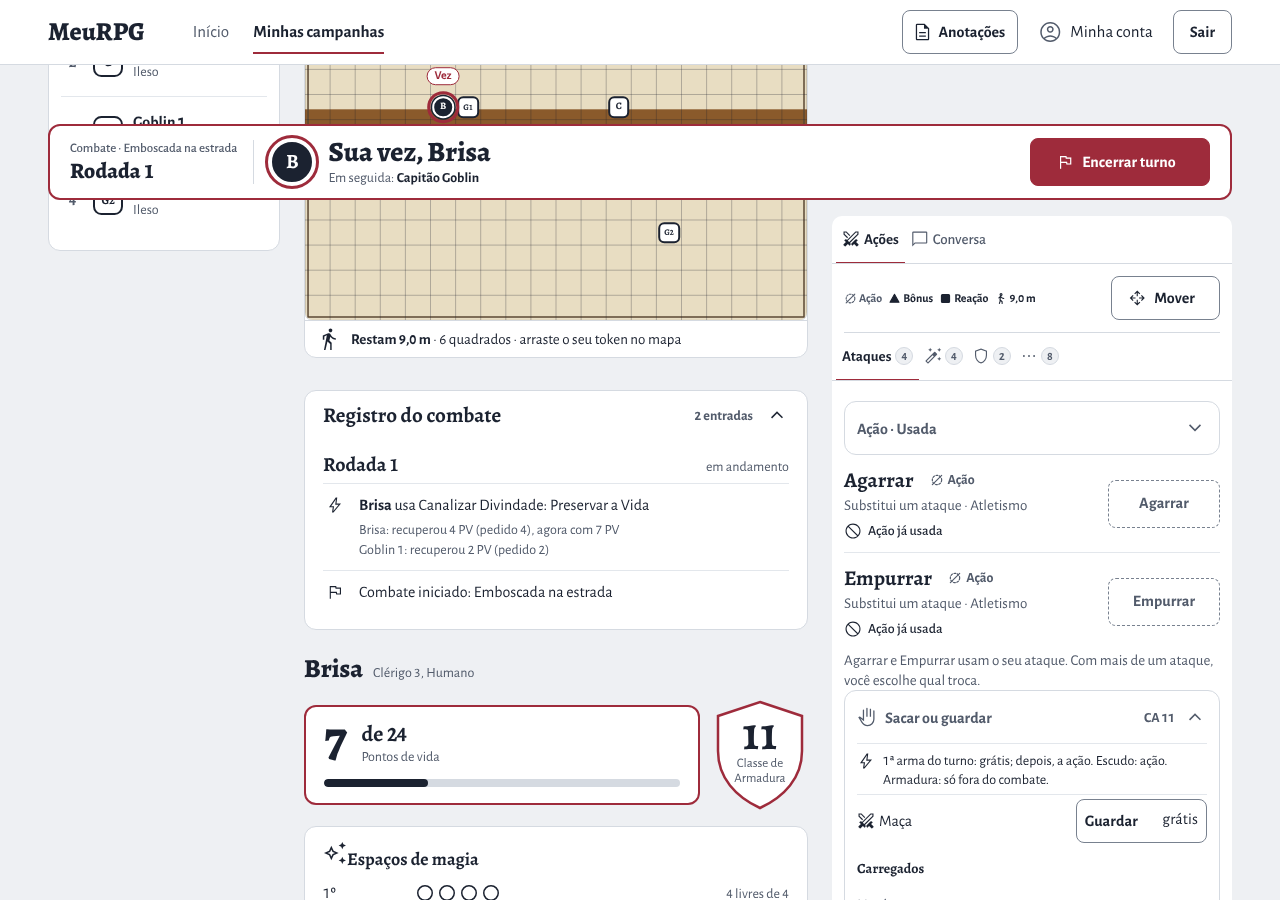 MeuRPG
Início
Minhas campanhas
Anotações
Minha conta
Sair
Ileso
Goblin 1
Vez
B
G1
C
Combate · Emboscada na estrada
Rodada 1
B
Sua vez, Brisa
Em seguida: Capitão Goblin
Encerrar turno
4
G2
Ileso
G2
Restam 9,0 m · 6 quadrados · arraste o seu token no mapa
Registro do combate
2 entradas
Rodada 1
em andamento
Brisa usa Canalizar Divindade: Preservar a Vida
Brisa: recuperou 4 PV (pedido 4), agora com 7 PV
Goblin 1: recuperou 2 PV (pedido 2)
Combate iniciado: Emboscada na estrada
Brisa
Clérigo 3, Humano
7
de 24
Pontos de vida
11
Classe de
Armadura
Espaços de magia
1º
4 livres de 4
Ações
Conversa
Ação
Bônus
Reação
9,0 m
Mover
Ataques 4
4
2
8
Ação · Usada
Agarrar
Ação
Substitui um ataque · Atletismo
Ação já usada
Agarrar
Empurrar
Ação
Substitui um ataque · Atletismo
Ação já usada
Empurrar
Agarrar e Empurrar usam o seu ataque. Com mais de um ataque,
você escolhe qual troca.
Sacar ou guardar
CA 11
1ª arma do turno: grátis; depois, a ação. Escudo: ação.
Armadura: só fora do combate.
Maça
Guardar
grátis
Carregados